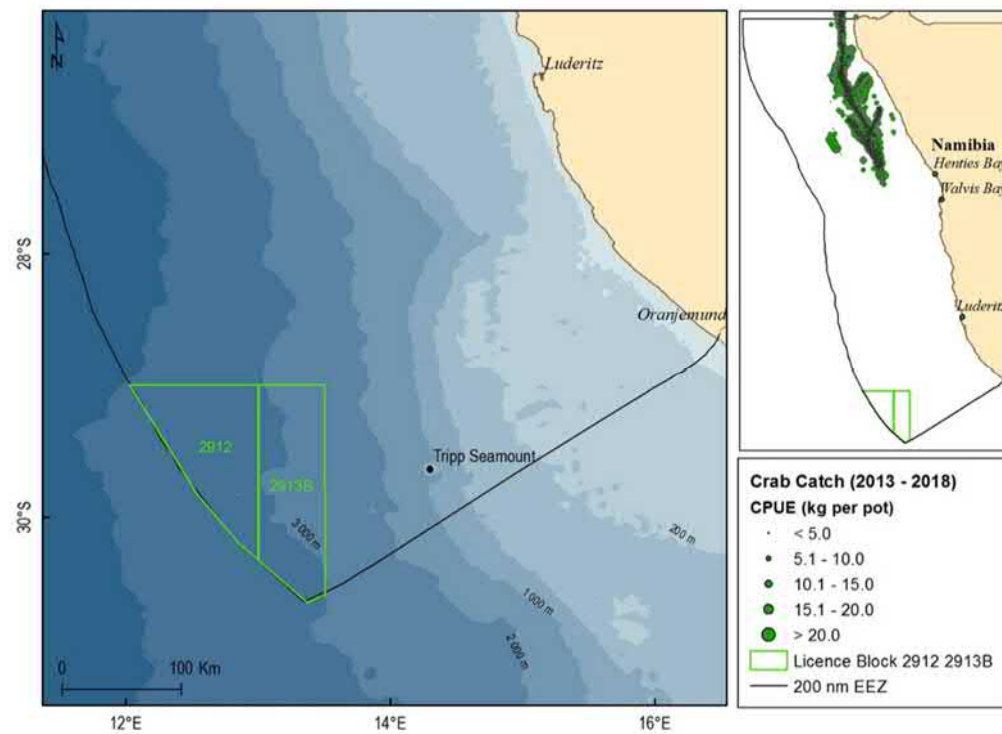 N
Luderitz
28°S
Oranjemund
2912
2913B
Tripp Seamount
30°S
3 000 m
200 m
1 000 m
2 000 m
0 100 Km
12°E 14°E 16°E
Namibia
Henties Bay
Walvis Bay
Luderitz
Crab Catch (2013 - 2018)
CPUE (kg per pot)
< 5.0
5.1 - 10.0
10.1 - 15.0
15.1 - 20.0
> 20.0
Licence Block 2912 2913B
200 nm EEZ